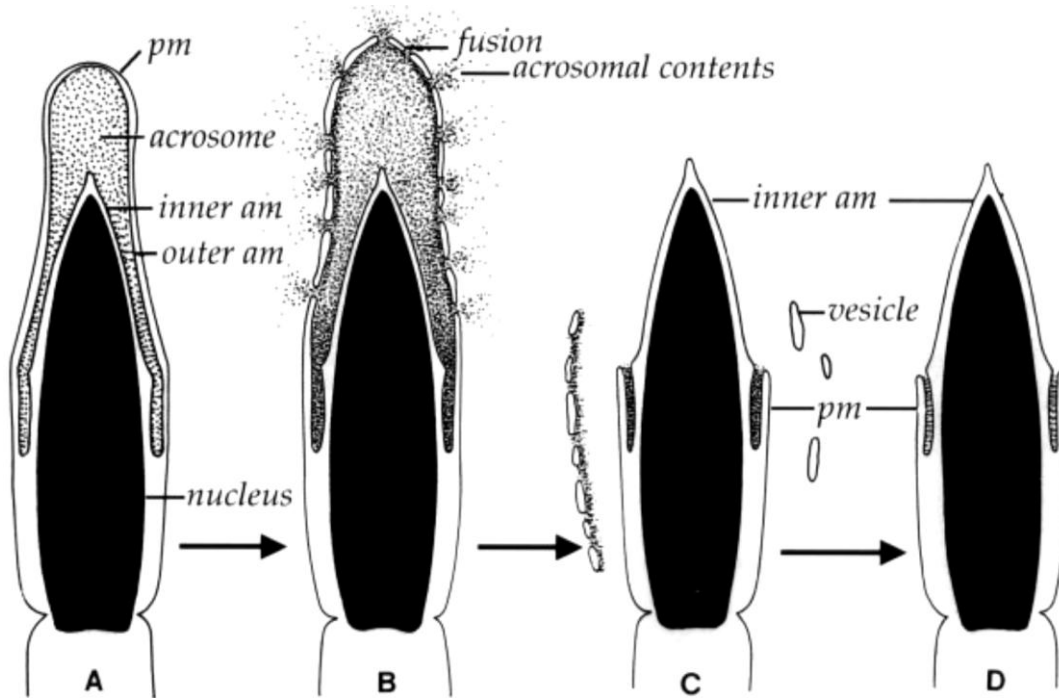 pm
fusion
acrosomal contents
acrosome
inner am
inner am
outer am
vesicle
pm
nucleus
A
B
C
D